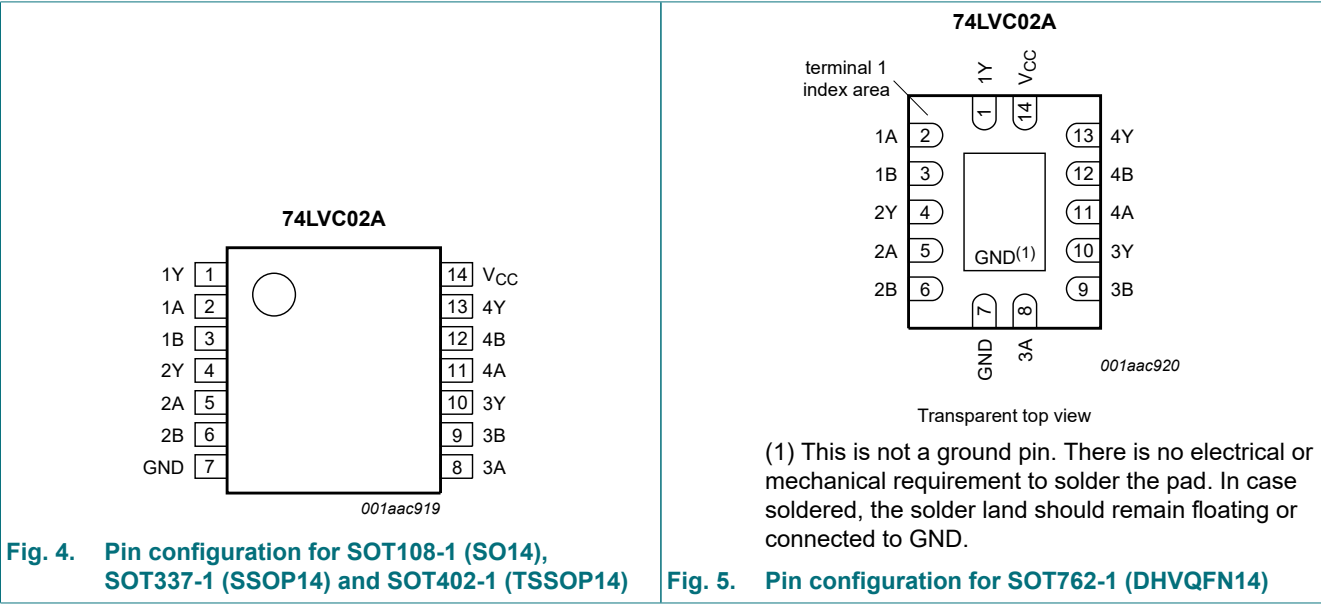 74LVC02A
1Y 1 14 VCC
1A 2 13 4Y
1B 3 12 4B
2Y 4 11 4A
2A 5 10 3Y
2B 6 9 3B
GND 7 8 3A
001aac919
Fig. 4. Pin configuration for SOT108-1 (SO14),
SOT337-1 (SSOP14) and SOT402-1 (TSSOP14)
74LVC02A
terminal 1
index area
1Y VCC
1 14
1A 2 13 4Y
1B 3 12 4B
2Y 4 11 4A
2A 5 10 3Y
GND(1)
2B 6 9 3B
7 8
GND 3A
001aac920
Transparent top view
(1) This is not a ground pin. There is no electrical or
mechanical requirement to solder the pad. In case
soldered, the solder land should remain floating or
connected to GND.
Fig. 5. Pin configuration for SOT762-1 (DHVQFN14)